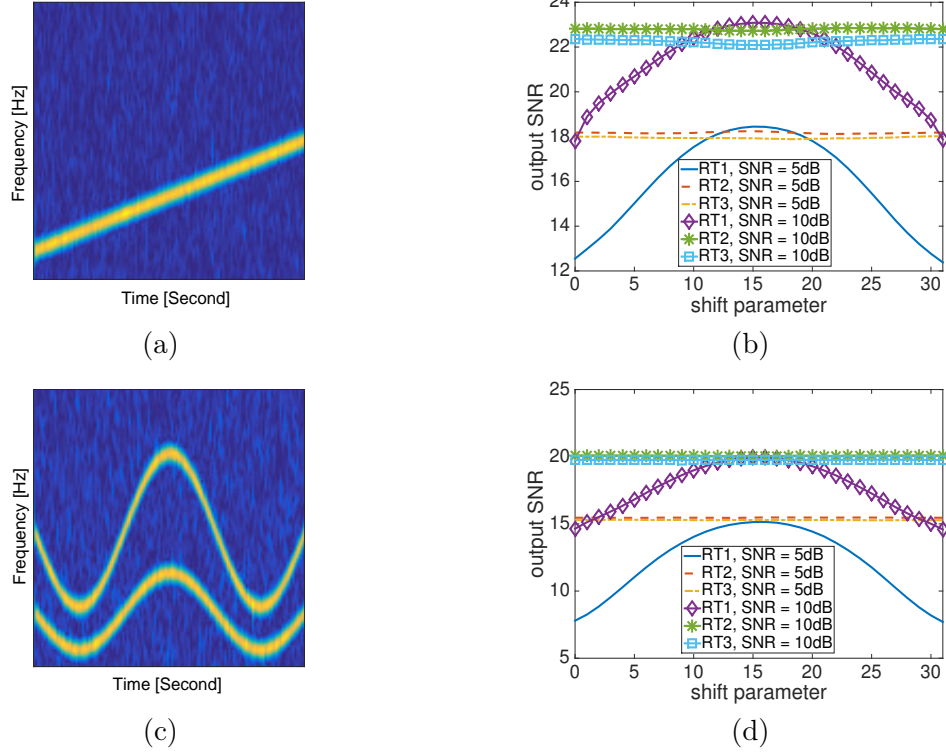 Frequency [Hz]
Time [Second]
(a)
output SNR
24
22
20
18
16
14
12
RT1, SNR = 5dB
RT2, SNR = 5dB
RT3, SNR = 5dB
RT1, SNR = 10dB
RT2, SNR = 10dB
RT3, SNR = 10dB
0 5 10 15 20 25 30
shift parameter
(b)
Frequency [Hz]
Time [Second]
(c)
output SNR
25
20
15
10
5
RT1, SNR = 5dB
RT2, SNR = 5dB
RT3, SNR = 5dB
RT1, SNR = 10dB
RT2, SNR = 10dB
RT3, SNR = 10dB
0 5 10 15 20 25 30
shift parameter
(d)